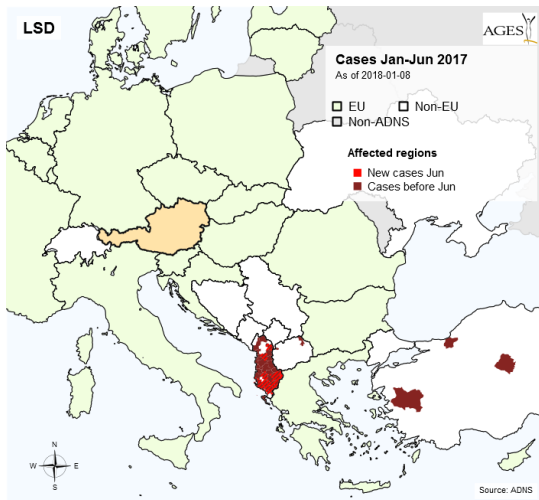 LSD
AGES
Cases Jan-Jun 2017
As of 2018-01-08
EU
Non-EU
Non-ADNS
Affected regions
New cases Jun
Cases before Jun
N
W
E
S
Source: ADNS